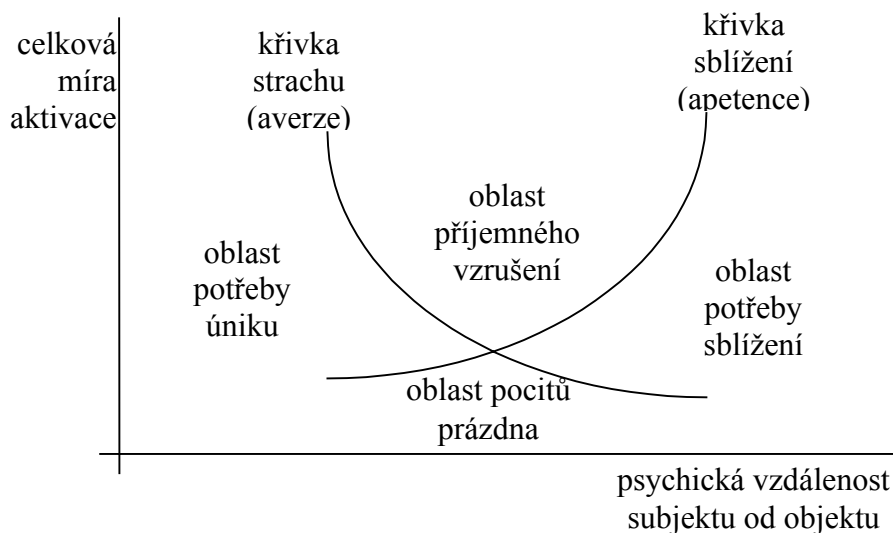 celková
míra
aktivace
křivka
strachu
(averze)
křivka
sblížení
(apetence)
oblast
příjemného
vzrušení
oblast
potřeby
úniku
oblast
potřeby
sblížení
oblast pocitů
prázdna
psychická vzdálenost
subjektu od objektu